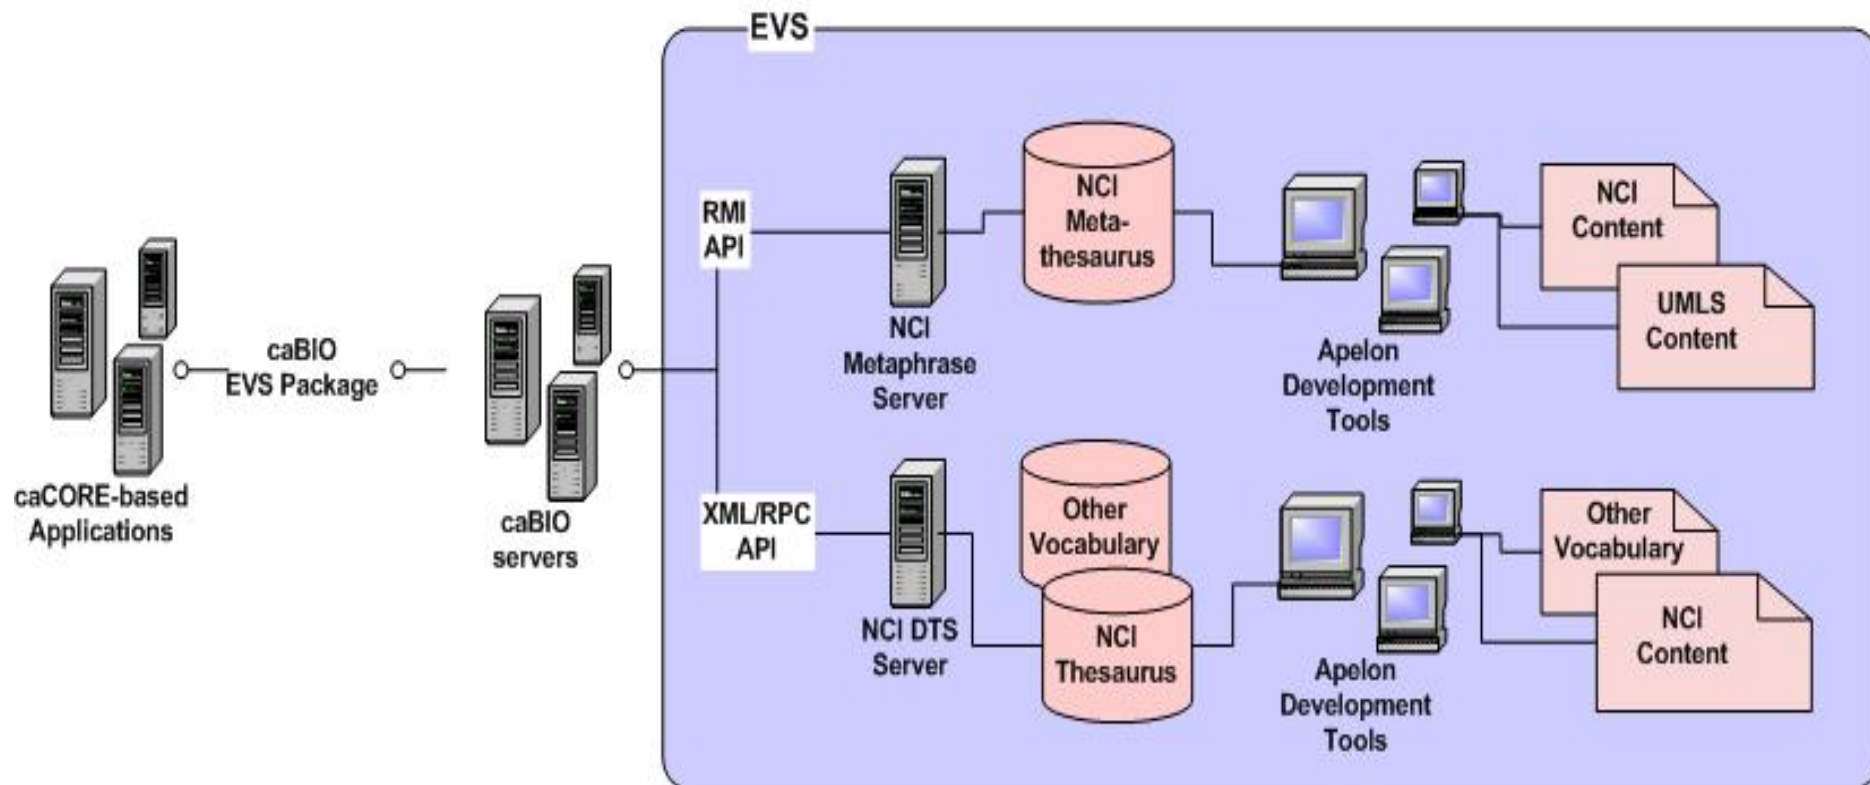 EVS
caCORE-based
Applications
caBIO
EVS Package
caBIO
servers
RMI
API
NCI
Metaphrase
Server
NCI
Meta-
thesaurus
Apelon
Development
Tools
NCI
Content
UMLS
Content
XML/RPC
API
NCI DTS
Server
Other
Vocabulary
NCI
Thesaurus
Apelon
Development
Tools
Other
Vocabulary
NCI
Content